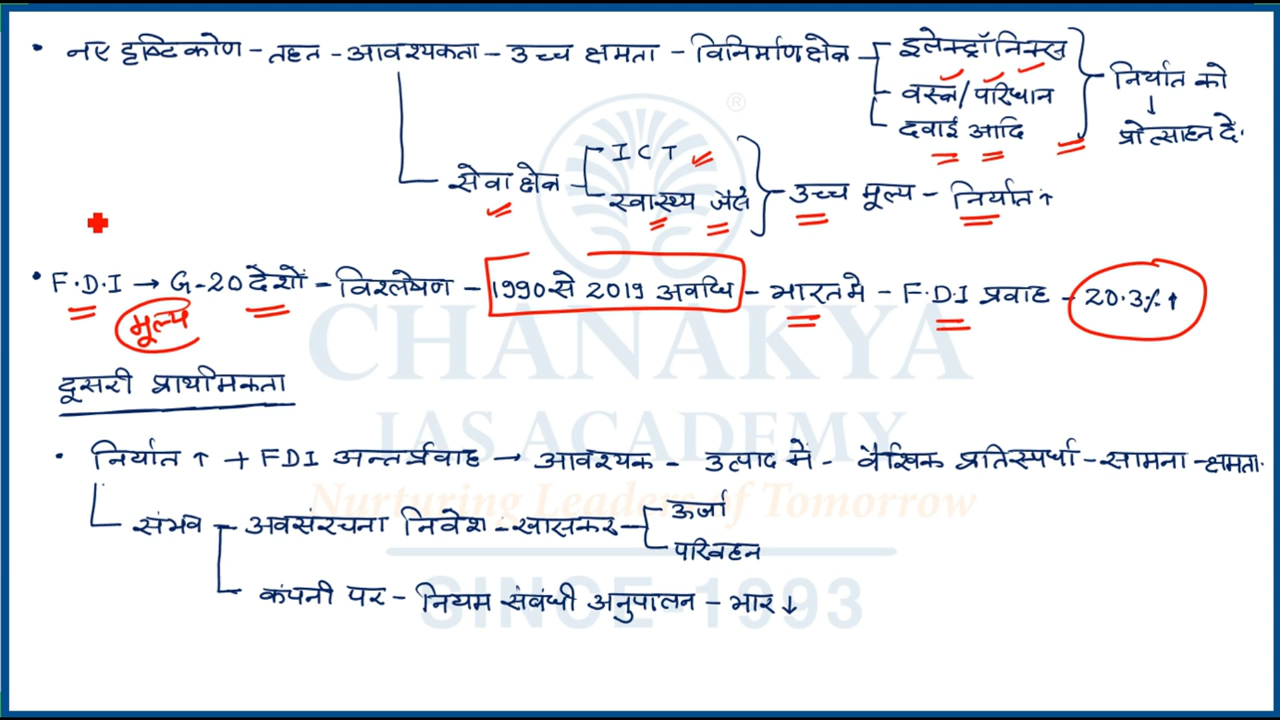 • नए दृष्टिकोण - तहत - आवश्यकता - उच्च क्षमता - विनिर्माण क्षेत्र - इलेक्ट्रॉनिक्स
वस्त्र/परिधान
दवाई आदि
निर्यात को
↓
प्रोत्साहन दे.
सेवा क्षेत्र - ICT
स्वास्थ्य जैसे
उच्च मूल्य - निर्यात ↑
• F.D.I → G-20 देशों - विश्लेषण - 1990 से 2019 अवधि - भारत मे - F.D.I प्रवाह - 20.3% ↑
मूल्य
दूसरी प्राथमिकता
• निर्यात ↑ + FDI अन्तर्प्रवाह → आवश्यक - उत्पाद में - वैश्विक प्रतिस्पर्धा - सामना - क्षमता.
संभव - अवसंरचना निवेश - खासकर - ऊर्जा
परिवहन
कंपनी पर - नियम संबंधी अनुपालन - भार ↓
®
CHANAKYA
IAS ACADEMY
Nurturing Leaders of Tomorrow
SINCE-1993